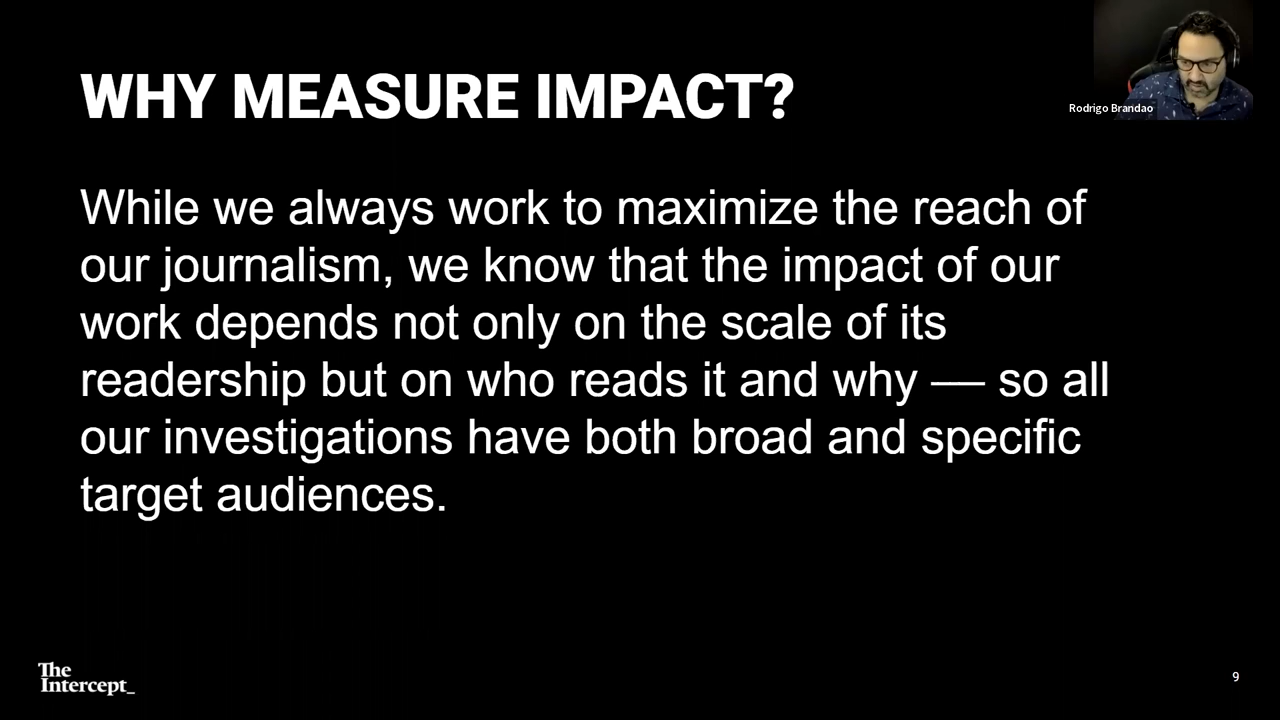 WHY MEASURE IMPACT?
Rodrigo Brandao
While we always work to maximize the reach of
our journalism, we know that the impact of our
work depends not only on the scale of its
readership but on who reads it and why — so all
our investigations have both broad and specific
target audiences.
The
Intercept_
9